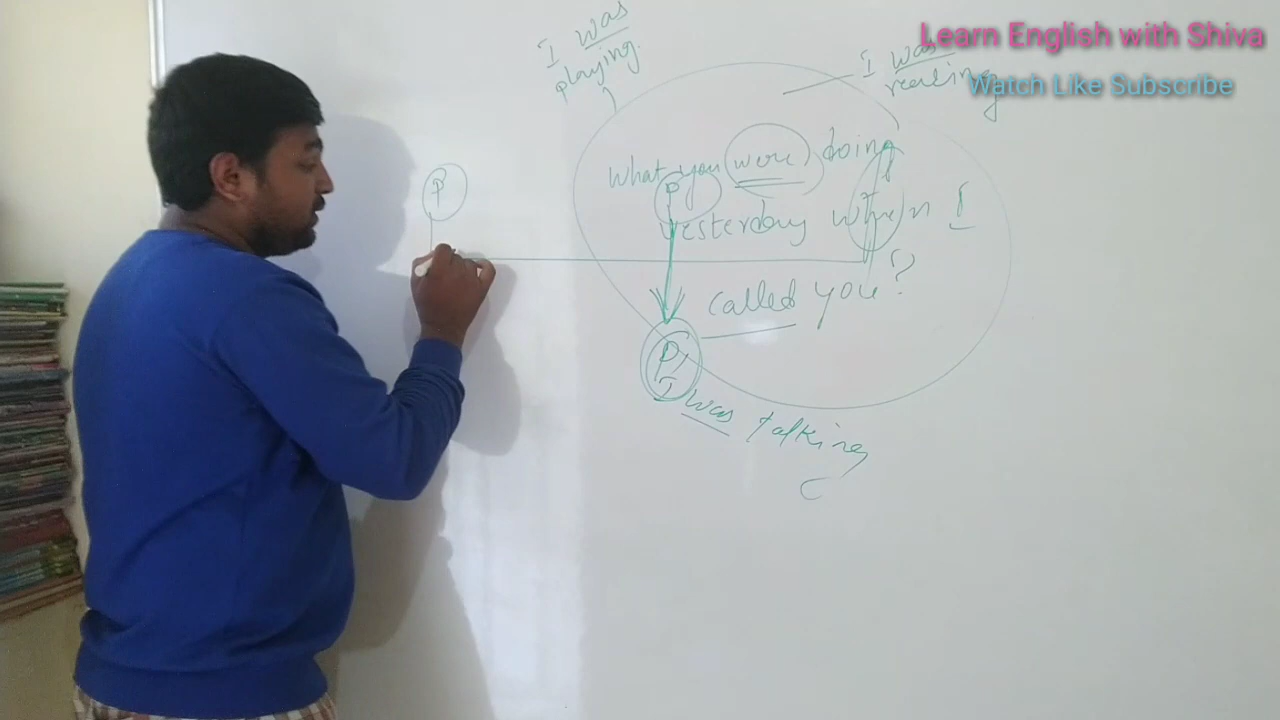 Learn English with Shiva
Watch Like Subscribe
I was
playing.
I was
reading
P
what you were doing
P
yesterday when I
called you?
P
I was talking